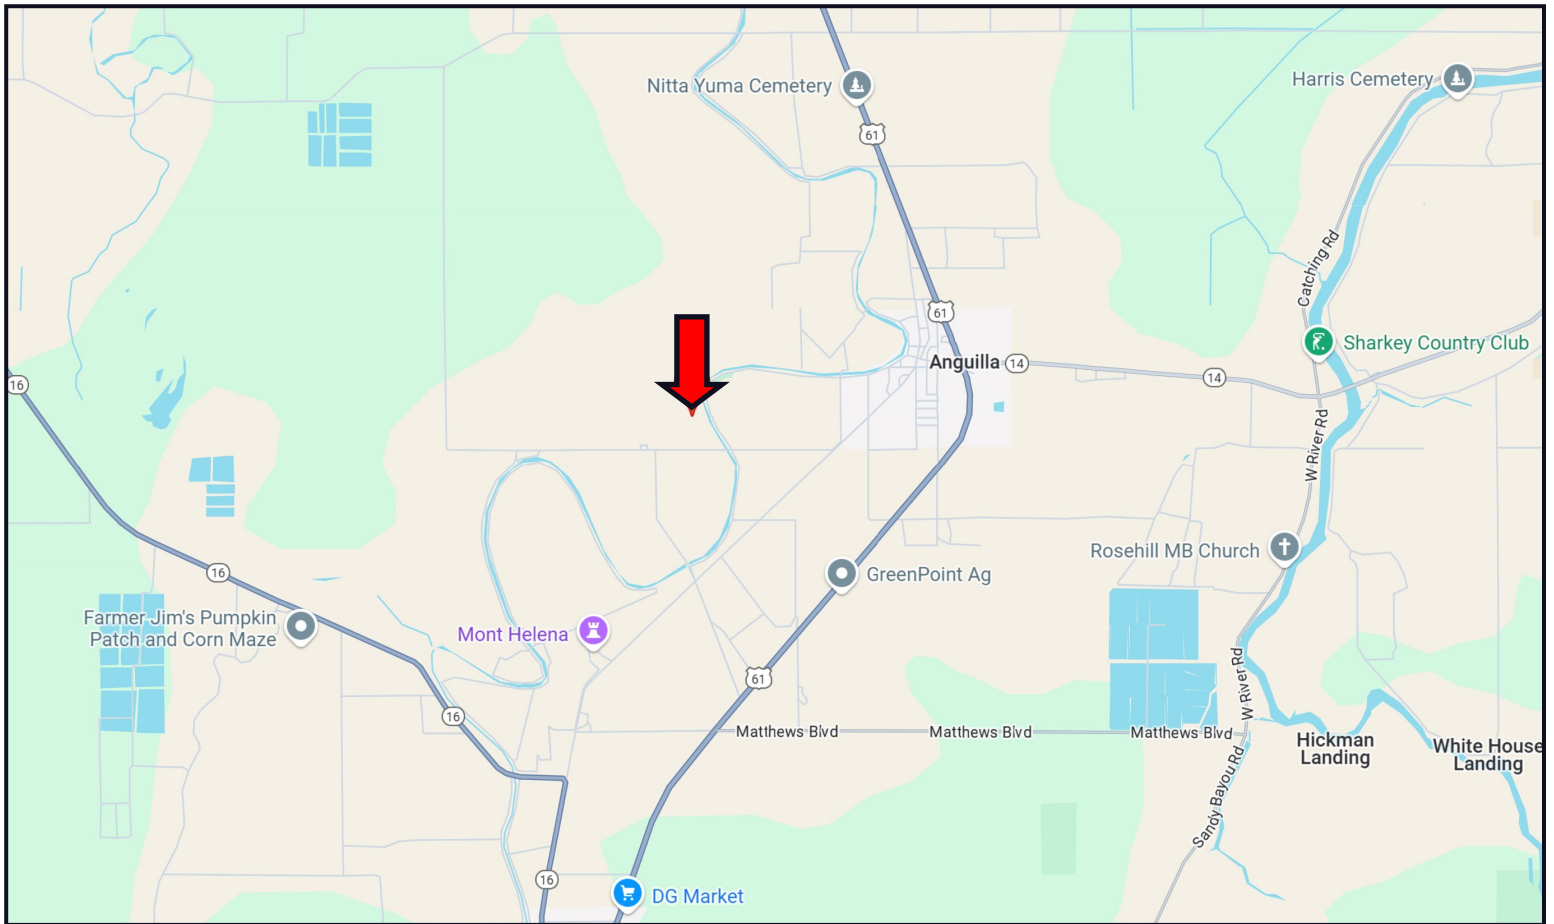 Nitta Yuma Cemetery
Harris Cemetery
61
Catching Rd
61
Sharkey Country Club
Anguilla
14
14
16
W River Rd
Rosehill MB Church
16
GreenPoint Ag
Farmer Jim's Pumpkin
Patch and Corn Maze
Mont Helena
61
W River Rd
16
Matthews Blvd
Matthews Blvd
Matthews Blvd
Hickman
Landing
White House
Landing
Sandy Bayou Rd
16
DG Market